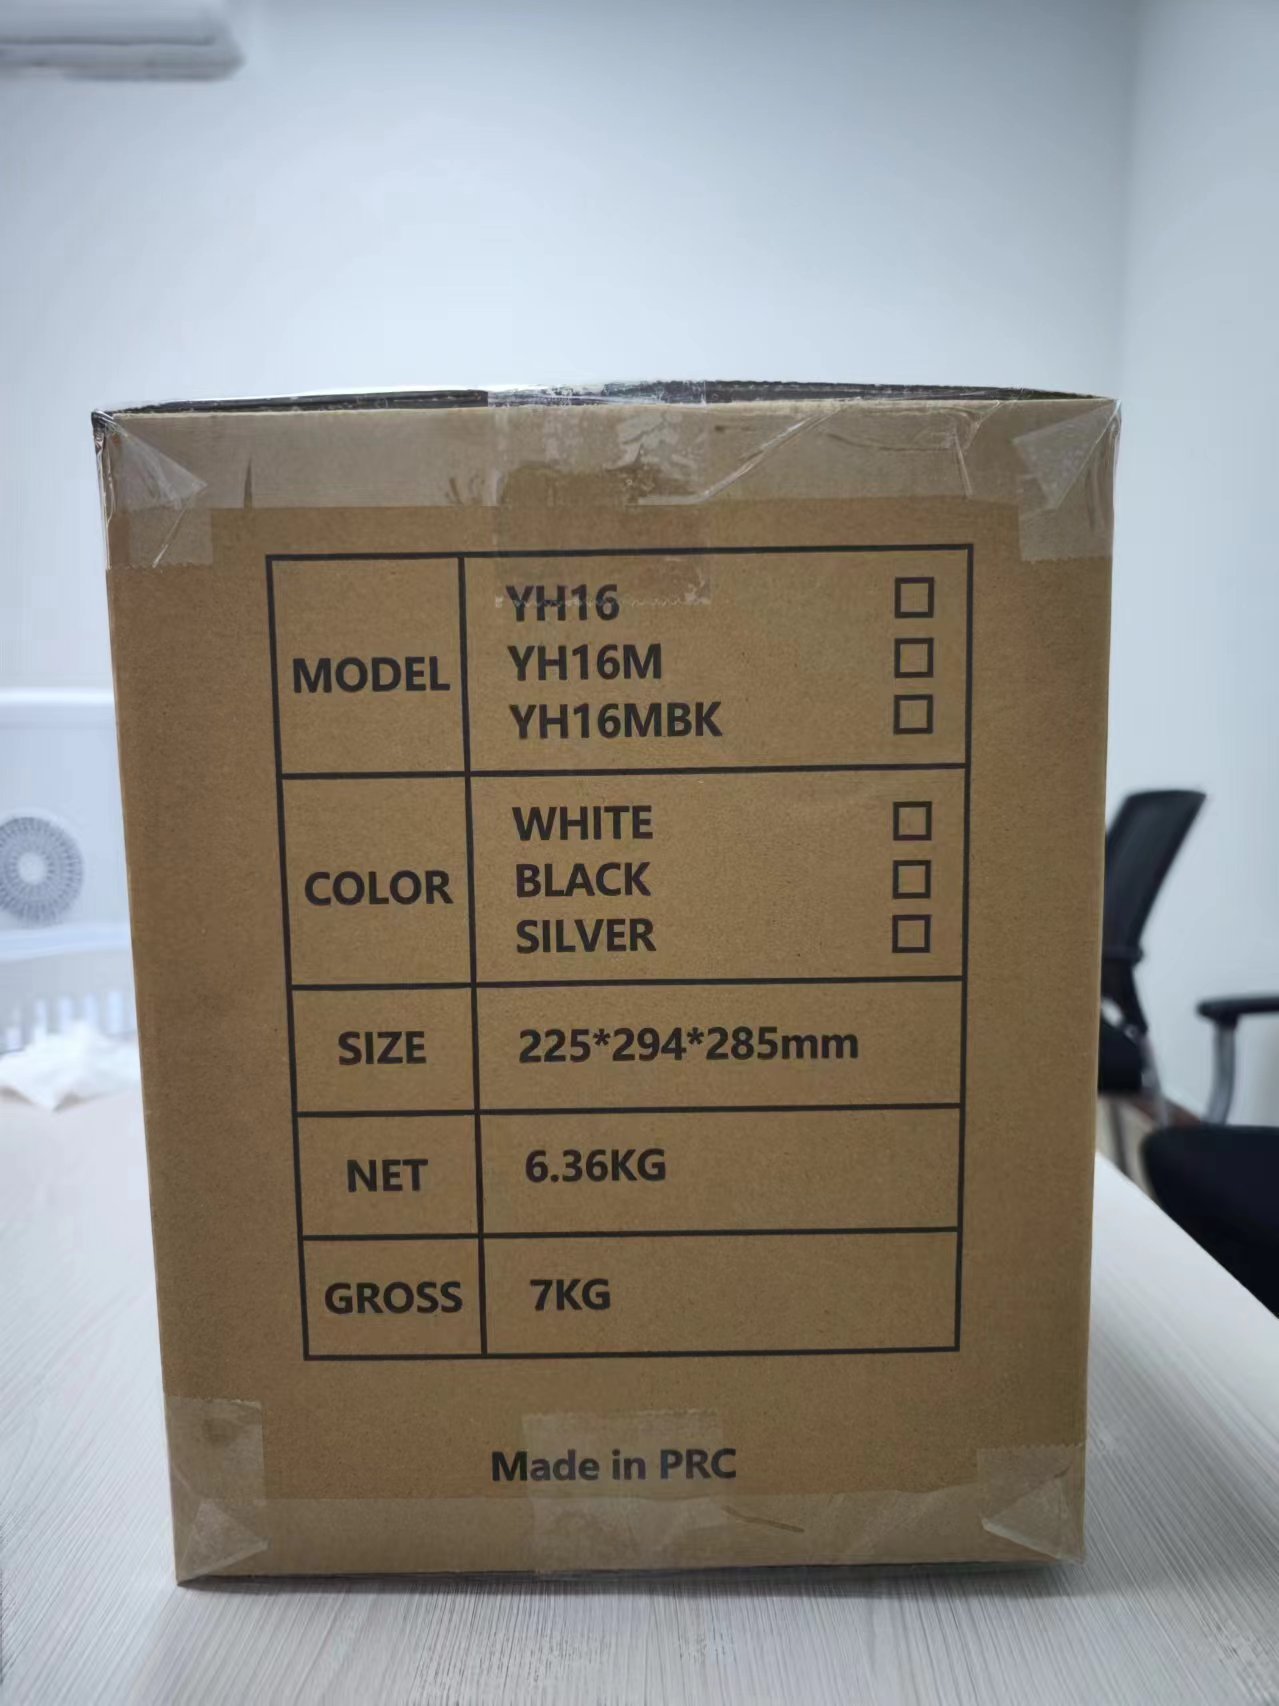 MODEL
YH16 □
YH16M □
YH16MBK □
COLOR
WHITE □
BLACK □
SILVER □
SIZE 225*294*285mm
NET 6.36KG
GROSS 7KG
Made in PRC